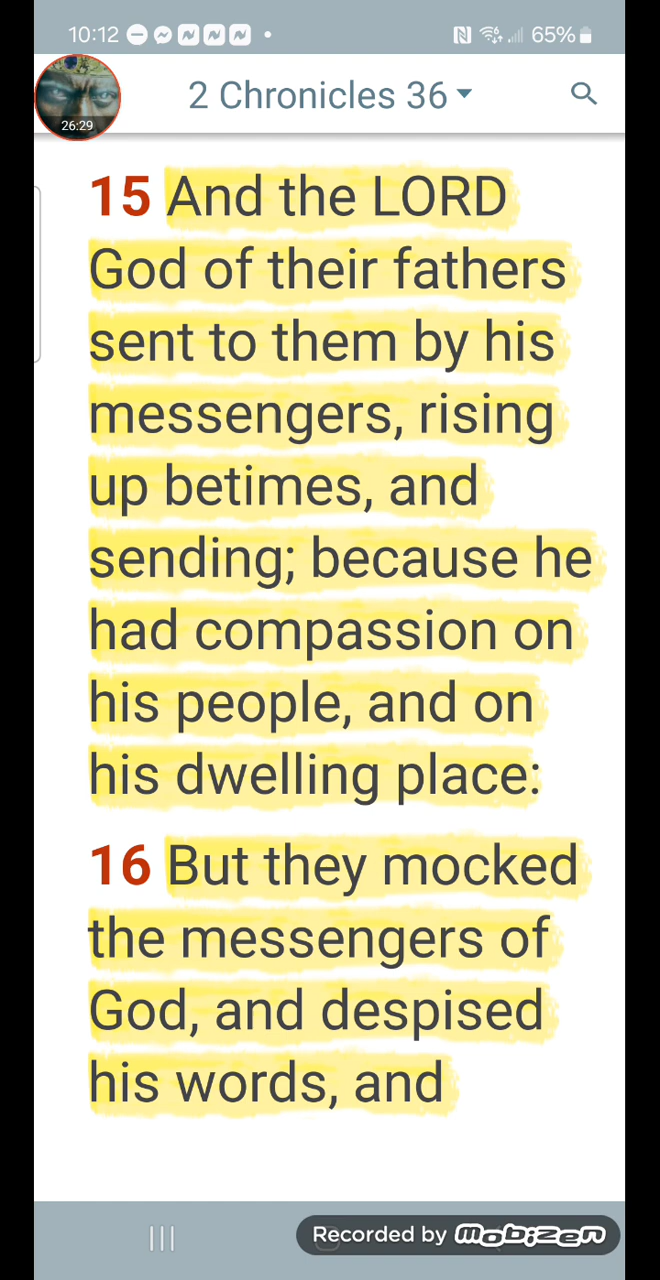 10:12
65%
26:29
2 Chronicles 36
15 And the LORD
God of their fathers
sent to them by his
messengers, rising
up betimes, and
sending; because he
had compassion on
his people, and on
his dwelling place:
16 But they mocked
the messengers of
God, and despised
his words, and
Recorded by mobizen